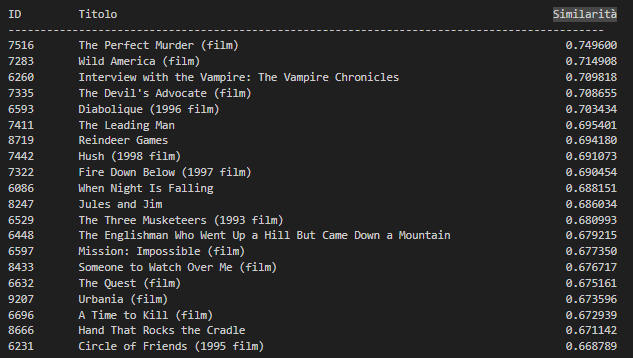 ID Titolo Similarità
--------------------------------------------------------------------------------------------
7516 The Perfect Murder (film) 0.749600
7283 Wild America (film) 0.714908
6260 Interview with the Vampire: The Vampire Chronicles 0.709818
7335 The Devil's Advocate (film) 0.708655
6593 Diabolique (1996 film) 0.703434
7411 The Leading Man 0.695401
8719 Reindeer Games 0.694180
7442 Hush (1998 film) 0.691073
7322 Fire Down Below (1997 film) 0.690454
6086 When Night Is Falling 0.688151
8247 Jules and Jim 0.686034
6529 The Three Musketeers (1993 film) 0.680993
6448 The Englishman Who Went Up a Hill But Came Down a Mountain 0.679215
6597 Mission: Impossible (film) 0.677350
8433 Someone to Watch Over Me (film) 0.676717
6632 The Quest (film) 0.675161
9207 Urbania (film) 0.673596
6696 A Time to Kill (film) 0.672939
8666 Hand That Rocks the Cradle 0.671142
6231 Circle of Friends (1995 film) 0.668789